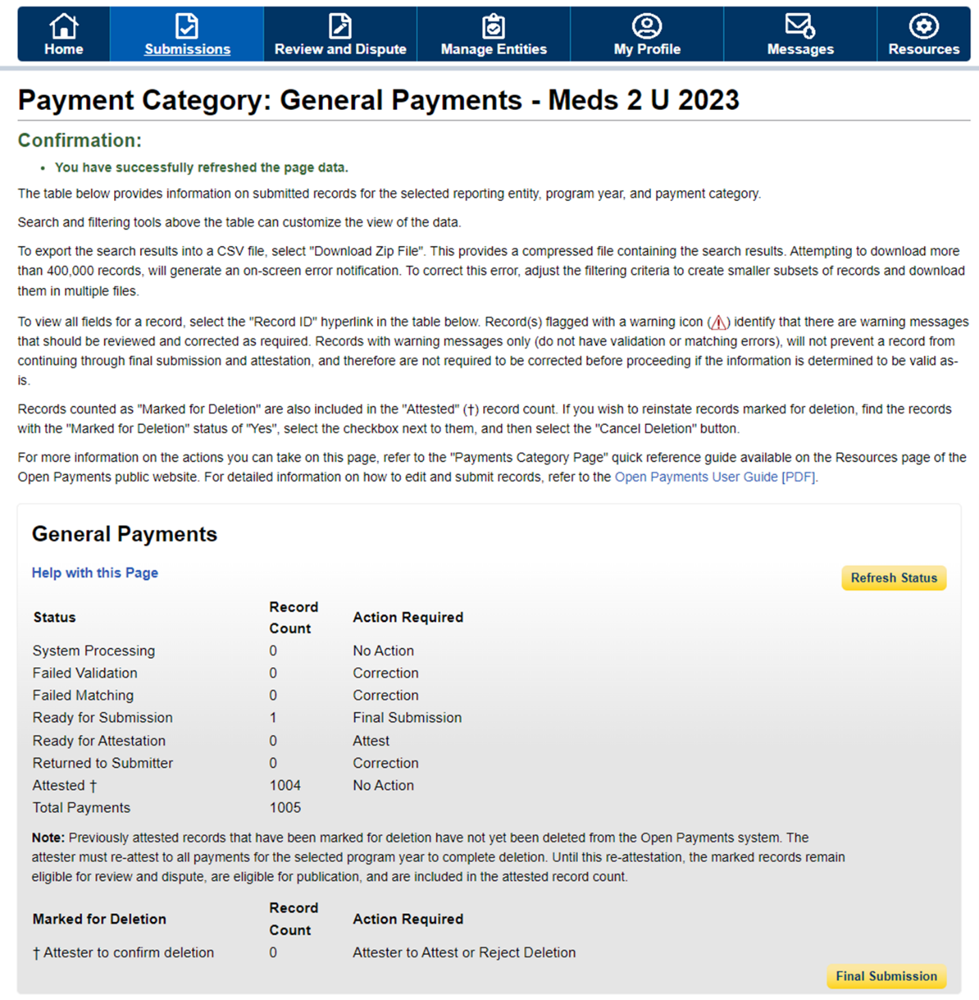 Home Submissions Review and Dispute Manage Entities My Profile Messages Resources
Payment Category: General Payments - Meds 2 U 2023
Confirmation:
• You have successfully refreshed the page data.
The table below provides information on submitted records for the selected reporting entity, program year, and payment category.
Search and filtering tools above the table can customize the view of the data.
To export the search results into a CSV file, select "Download Zip File". This provides a compressed file containing the search results. Attempting to download more
than 400,000 records, will generate an on-screen error notification. To correct this error, adjust the filtering criteria to create smaller subsets of records and download
them in multiple files.
To view all fields for a record, select the "Record ID" hyperlink in the table below. Record(s) flagged with a warning icon (⚠) identify that there are warning messages
that should be reviewed and corrected as required. Records with warning messages only (do not have validation or matching errors), will not prevent a record from
continuing through final submission and attestation, and therefore are not required to be corrected before proceeding if the information is determined to be valid as-
is.
Records counted as "Marked for Deletion" are also included in the "Attested" (†) record count. If you wish to reinstate records marked for deletion, find the records
with the "Marked for Deletion" status of "Yes", select the checkbox next to them, and then select the "Cancel Deletion" button.
For more information on the actions you can take on this page, refer to the "Payments Category Page" quick reference guide available on the Resources page of the
Open Payments public website. For detailed information on how to edit and submit records, refer to the Open Payments User Guide [PDF].
General Payments
Help with this Page
Refresh Status
Status Record Count Action Required
System Processing 0 No Action
Failed Validation 0 Correction
Failed Matching 0 Correction
Ready for Submission 1 Final Submission
Ready for Attestation 0 Attest
Returned to Submitter 0 Correction
Attested † 1004 No Action
Total Payments 1005
Note: Previously attested records that have been marked for deletion have not yet been deleted from the Open Payments system. The
attester must re-attest to all payments for the selected program year to complete deletion. Until this re-attestation, the marked records remain
eligible for review and dispute, are eligible for publication, and are included in the attested record count.
Marked for Deletion Record Count Action Required
† Attester to confirm deletion 0 Attester to Attest or Reject Deletion
Final Submission